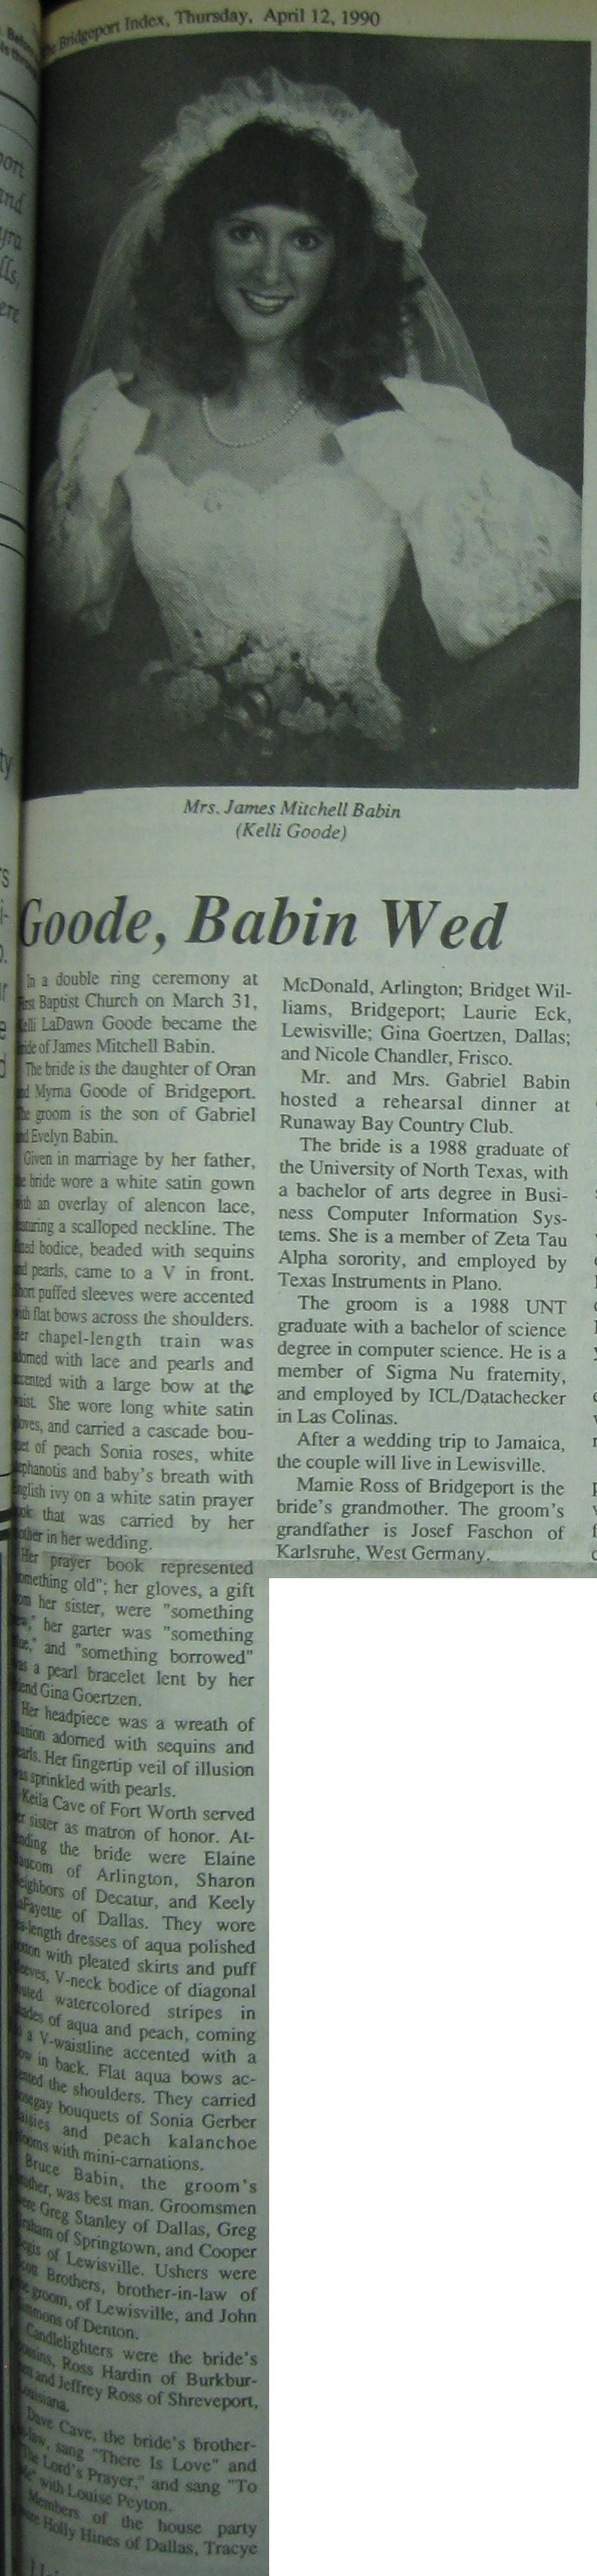 The Bridgeport Index, Thursday, April 12, 1990
Mrs. James Mitchell Babin
(Kelli Goode)
Goode, Babin Wed
In a double ring ceremony at
First Baptist Church on March 31,
Kelli LaDawn Goode became the
bride of James Mitchell Babin.
The bride is the daughter of Oran
and Myrna Goode of Bridgeport.
The groom is the son of Gabriel
and Evelyn Babin.
Given in marriage by her father,
the bride wore a white satin gown
with an overlay of alencon lace,
featuring a scalloped neckline. The
fitted bodice, beaded with sequins
and pearls, came to a V in front.
Short puffed sleeves were accented
with flat bows across the shoulders.
Her chapel-length train was
adorned with lace and pearls and
accented with a large bow at the
waist. She wore long white satin
gloves, and carried a cascade bou-
quet of peach Sonia roses, white
stephanotis and baby's breath with
English ivy on a white satin prayer
book that was carried by her
mother in her wedding.
Her prayer book represented
"something old"; her gloves, a gift
from her sister, were "something
new;" her garter was "something
blue," and "something borrowed"
was a pearl bracelet lent by her
friend Gina Goertzen.
Her headpiece was a wreath of
illusion adorned with sequins and
pearls. Her fingertip veil of illusion
was sprinkled with pearls.
Keila Cave of Fort Worth served
her sister as matron of honor. At-
tending the bride were Elaine
Baucom of Arlington, Sharon
Neighbors of Decatur, and Keely
LaFayette of Dallas. They wore
tea-length dresses of aqua polished
cotton with pleated skirts and puff
sleeves, V-neck bodice of diagonal
muted watercolored stripes in
shades of aqua and peach, coming
to a V-waistline accented with a
bow in back. Flat aqua bows ac-
cented the shoulders. They carried
nosegay bouquets of Sonia Gerber
daisies and peach kalanchoe
blooms with mini-carnations.
Bruce Babin, the groom's
brother, was best man. Groomsmen
were Greg Stanley of Dallas, Greg
Graham of Springtown, and Cooper
of Lewisville. Ushers were
Scott Brothers, brother-in-law of
the groom, of Lewisville, and John
Simmons of Denton.
Candlelighters were the bride's
cousins, Ross Hardin of Burkbur-
nett and Jeffrey Ross of Shreveport,
Louisiana.
Dave Cave, the bride's brother-
in-law, sang "There Is Love" and
"The Lord's Prayer," and sang "To
Me" with Louise Peyton.
Members of the house party
were Holly Hines of Dallas, Tracye
McDonald, Arlington; Bridget Wil-
liams, Bridgeport; Laurie Eck,
Lewisville; Gina Goertzen, Dallas;
and Nicole Chandler, Frisco.
Mr. and Mrs. Gabriel Babin
hosted a rehearsal dinner at
Runaway Bay Country Club.
The bride is a 1988 graduate of
the University of North Texas, with
a bachelor of arts degree in Busi-
ness Computer Information Sys-
tems. She is a member of Zeta Tau
Alpha sorority, and employed by
Texas Instruments in Plano.
The groom is a 1988 UNT
graduate with a bachelor of science
degree in computer science. He is a
member of Sigma Nu fraternity,
and employed by ICL/Datachecker
in Las Colinas.
After a wedding trip to Jamaica,
the couple will live in Lewisville.
Mamie Ross of Bridgeport is the
bride's grandmother. The groom's
grandfather is Josef Faschon of
Karlsruhe, West Germany.